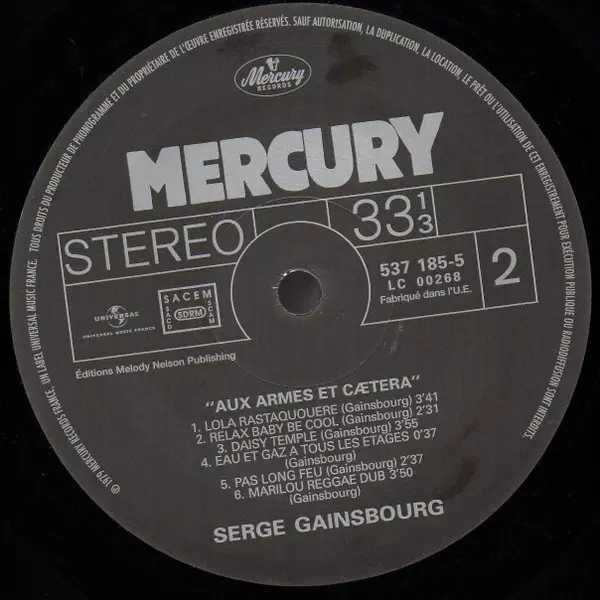 TOUS DROITS DU PRODUCTEUR DE PHONOGRAMME ET DU PROPRIÉTAIRE DE L'ŒUVRE ENREGISTRÉE RÉSERVÉS. SAUF AUTORISATION, LA DUPLICATION, LA LOCATION, LE PRÊT OU L'UTILISATION DE CET ENREGISTREMENT POUR EXÉCUTION PUBLIQUE OU RADIODIFFUSION SONT INTERDITS.
Mercury
RECORDS
MERCURY
STEREO
33 1/3
537 185-5
LC 00268
Fabriqué dans l'U.E.
2
UNIVERSAL
UNIVERSAL MUSIC FRANCE
SACEM
SACD
SDRM
SCAM
Éditions Melody Nelson Publishing
"AUX ARMES ET CÆTERA"
1. LOLA RASTAQUOUERE (Gainsbourg) 3'41
2. RELAX BABY BE COOL (Gainsbourg) 2'31
3. DAISY TEMPLE (Gainsbourg) 3'55
4. EAU ET GAZ A TOUS LES ETAGES 0'37
(Gainsbourg)
5. PAS LONG FEU (Gainsbourg) 2'37
6. MARILOU REGGAE DUB 3'50
(Gainsbourg)
SERGE GAINSBOURG
℗ 1979 MERCURY RECORDS FRANCE, UN LABEL UNIVERSAL MUSIC FRANCE.